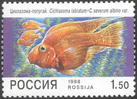 Цихлазома-попугай. Cichlasoma labiatum × C. severum albino var.
1998
ROSSIJA
РОССИЯ
1.50